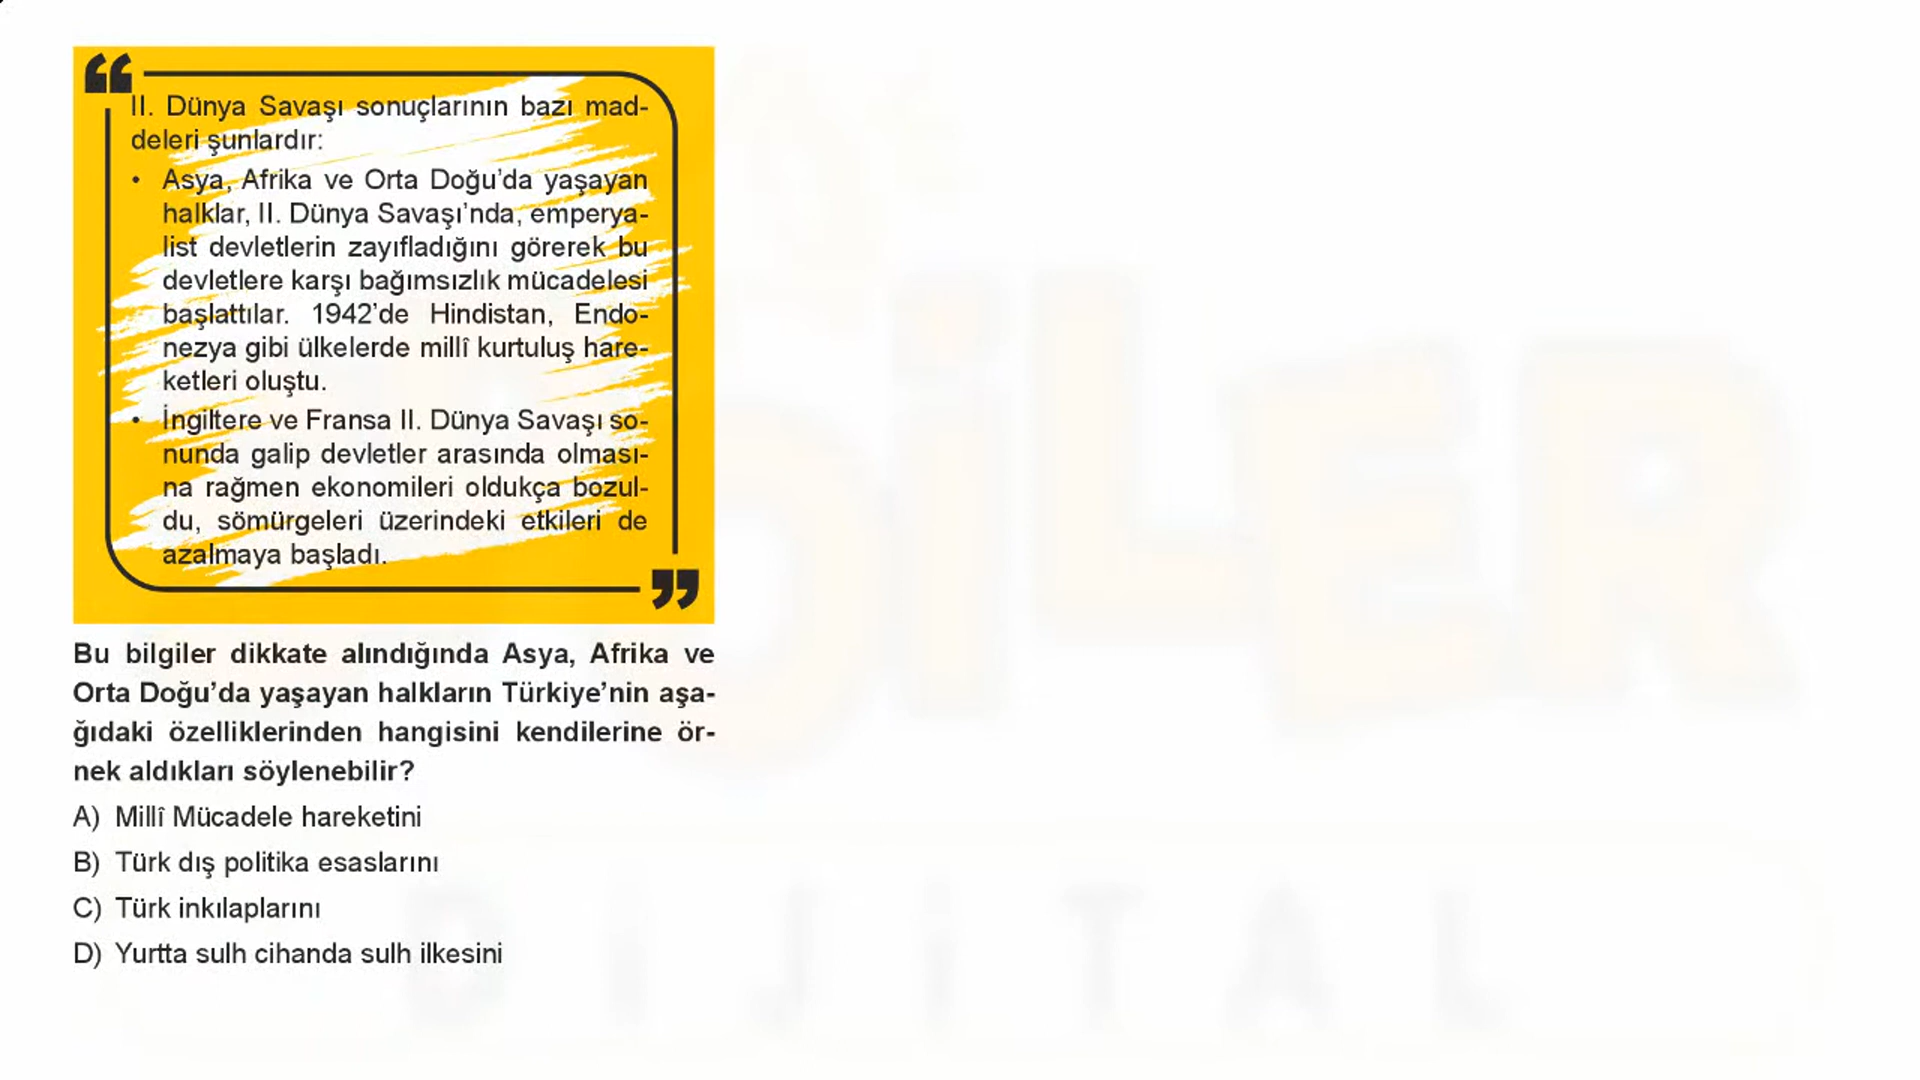 II. Dünya Savaşı sonuçlarının bazı mad-
deleri şunlardır:
• Asya, Afrika ve Orta Doğu’da yaşayan
halklar, II. Dünya Savaşı’nda, emperya-
list devletlerin zayıfladığını görerek bu
devletlere karşı bağımsızlık mücadelesi
başlattılar. 1942’de Hindistan, Endo-
nezya gibi ülkelerde millî kurtuluş hare-
ketleri oluştu.
• İngiltere ve Fransa II. Dünya Savaşı so-
nunda galip devletler arasında olması-
na rağmen ekonomileri oldukça bozul-
du, sömürgeleri üzerindeki etkileri de
azalmaya başladı.
Bu bilgiler dikkate alındığında Asya, Afrika ve
Orta Doğu’da yaşayan halkların Türkiye’nin aşa-
ğıdaki özelliklerinden hangisini kendilerine ör-
nek aldıkları söylenebilir?
A) Millî Mücadele hareketini
B) Türk dış politika esaslarını
C) Türk inkılaplarını
D) Yurtta sulh cihanda sulh ilkesini
DİJİTAL